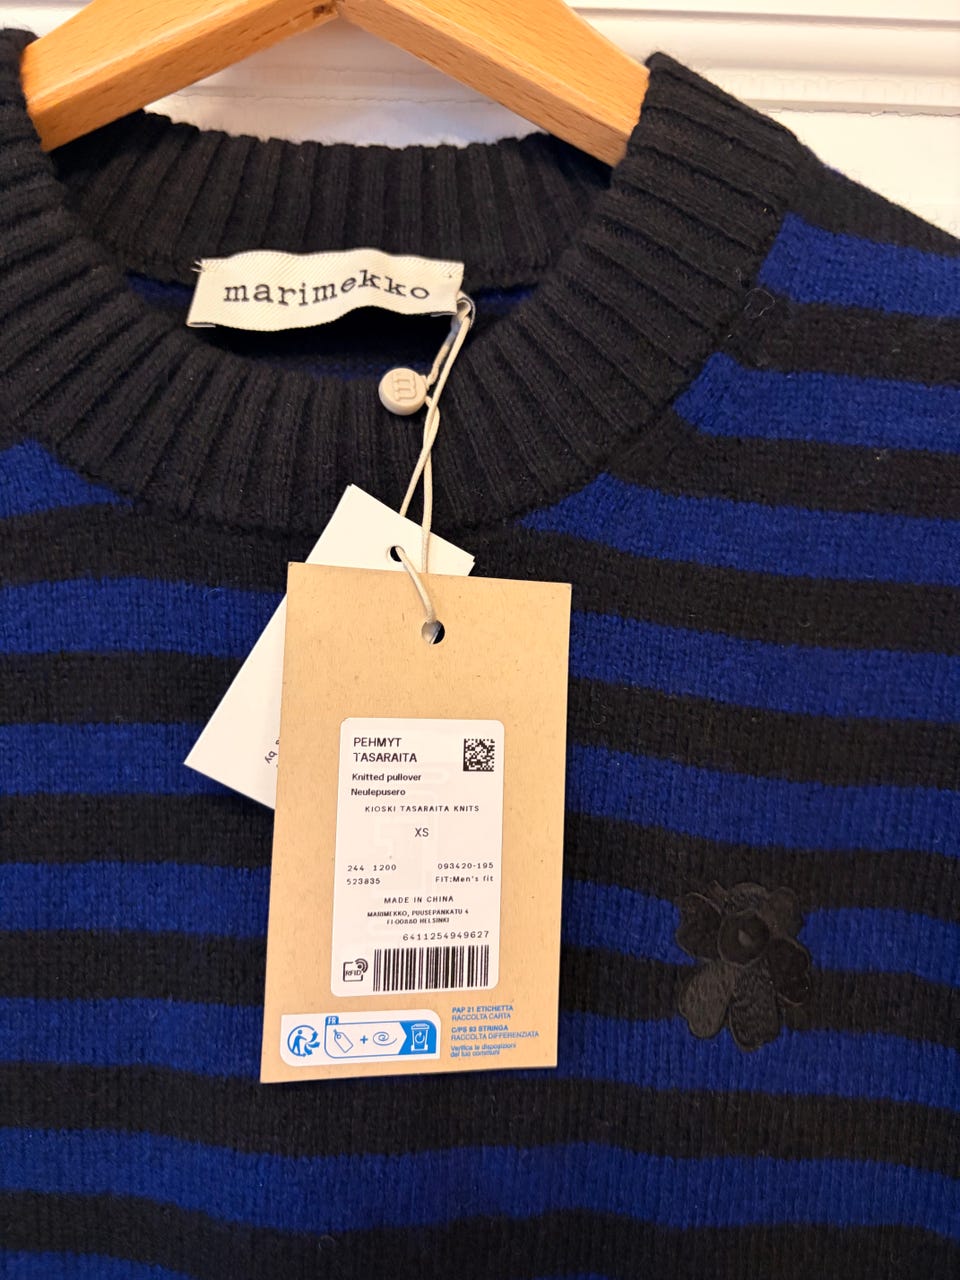 marimekko
PEHMYT
TASARAITA
Knitted pullover
Neulepusero
KIOSKI TASARAITA KNITS
XS
244 1200 093420-195
523835 FIT:Men's fit
MADE IN CHINA
MARIMEKKO, PUUSEPÄNKATU 4
FI 00880 HELSINKI
6411254949627
RFID
FR
+
PAP 21 ETICHETTA
RACCOLTA CARTA
C/PS 93 STRINGA
RACCOLTA DIFFERENZIATA
Verifica le disposizioni
del tuo comune
by